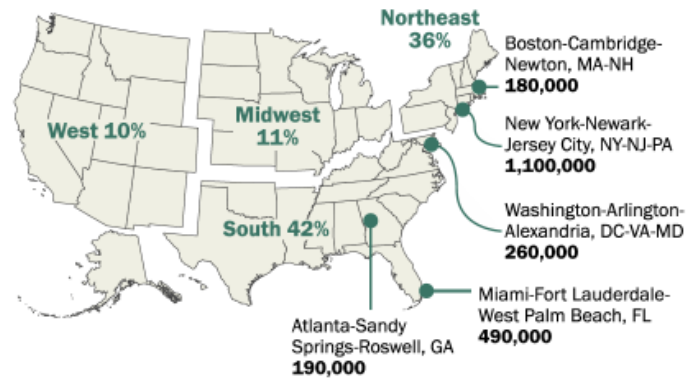 Northeast
36%
Boston-Cambridge-
Newton, MA-NH
180,000
West 10%
Midwest
11%
New York-Newark-
Jersey City, NY-NJ-PA
1,100,000
Washington-Arlington-
Alexandria, DC-VA-MD
260,000
South 42%
Miami-Fort Lauderdale-
West Palm Beach, FL
490,000
Atlanta-Sandy
Springs-Roswell, GA
190,000